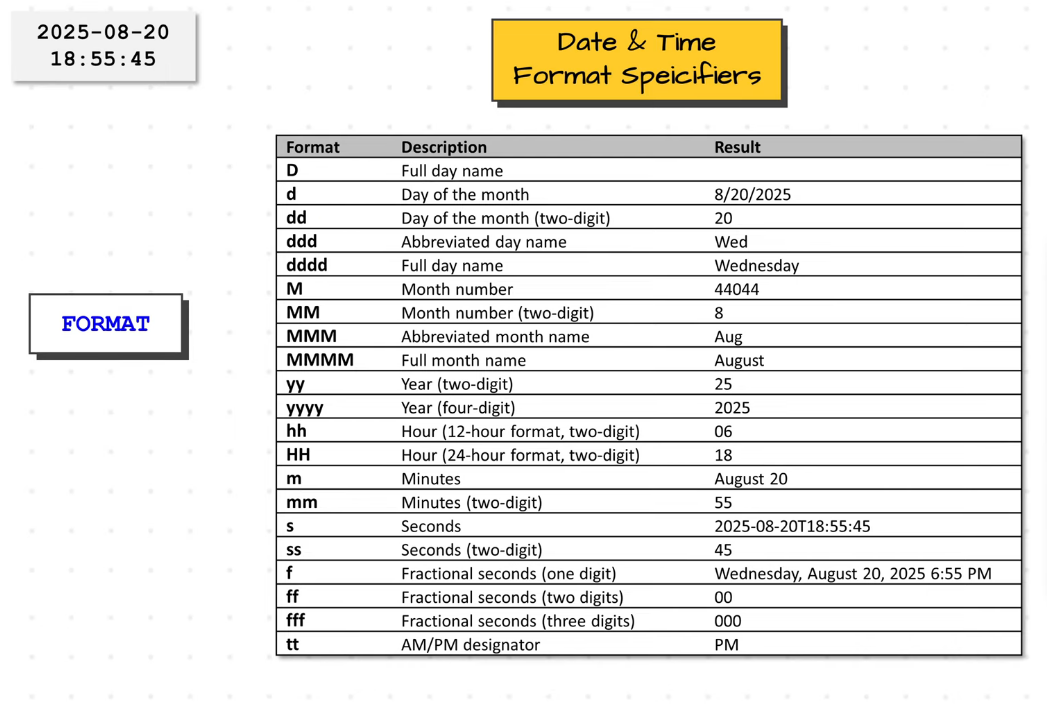 2025-08-20
18:55:45
Date & Time
Format Speicifiers
FORMAT
Format Description Result
D Full day name
d Day of the month 8/20/2025
dd Day of the month (two-digit) 20
ddd Abbreviated day name Wed
dddd Full day name Wednesday
M Month number 44044
MM Month number (two-digit) 8
MMM Abbreviated month name Aug
MMMM Full month name August
yy Year (two-digit) 25
yyyy Year (four-digit) 2025
hh Hour (12-hour format, two-digit) 06
HH Hour (24-hour format, two-digit) 18
m Minutes August 20
mm Minutes (two-digit) 55
s Seconds 2025-08-20T18:55:45
ss Seconds (two-digit) 45
f Fractional seconds (one digit) Wednesday, August 20, 2025 6:55 PM
ff Fractional seconds (two digits) 00
fff Fractional seconds (three digits) 000
tt AM/PM designator PM